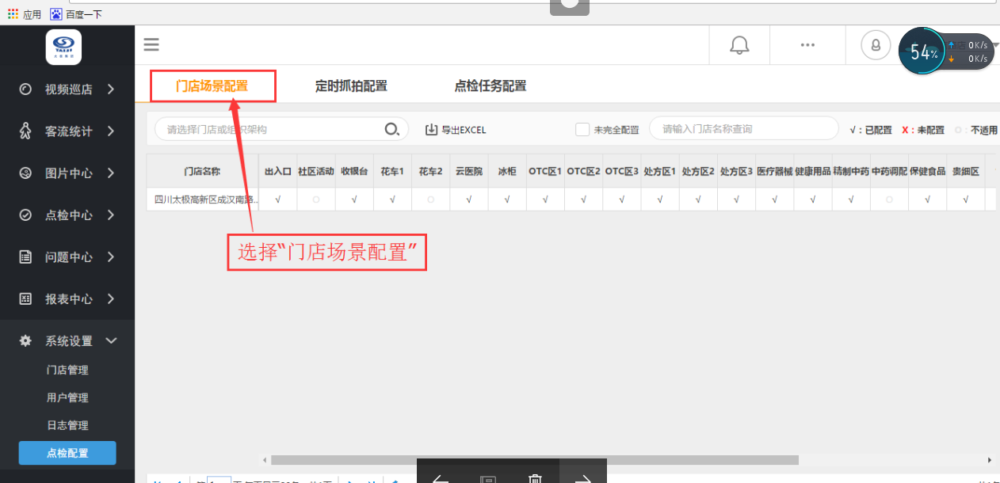 应用 百度一下
54% 0K/s
0K/s
视频巡店
客流统计
图片中心
点检中心
问题中心
报表中心
系统设置
门店管理
用户管理
日志管理
点检配置
门店场景配置 定时抓拍配置 点检任务配置
请选择门店或组织架构 导出EXCEL 未完全配置 请输入门店名称查询 √：已配置 X：未配置 ○：不适用
门店名称 出入口 社区活动 收银台 花车1 花车2 云医院 冰柜 OTC区1 OTC区2 OTC区3 处方区1 处方区2 处方区3 医疗器械 健康用品 精制中药 中药调配 保健食品 贵细区
四川太极高新区成汉南路.. √ ○ √ √ ○ √ √ √ √ √ √ √ √ √ √ √ ○ √ √
选择“门店场景配置”